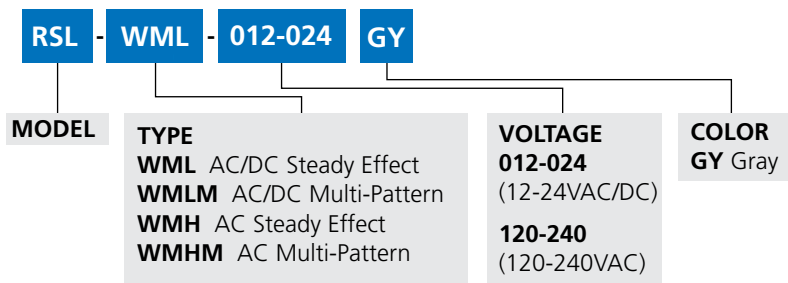 RSL - WML - 012-024 GY
MODEL
TYPE
WML AC/DC Steady Effect
WMLM AC/DC Multi-Pattern
WMH AC Steady Effect
WMHM AC Multi-Pattern
VOLTAGE
012-024
(12-24VAC/DC)
120-240
(120-240VAC)
COLOR
GY Gray